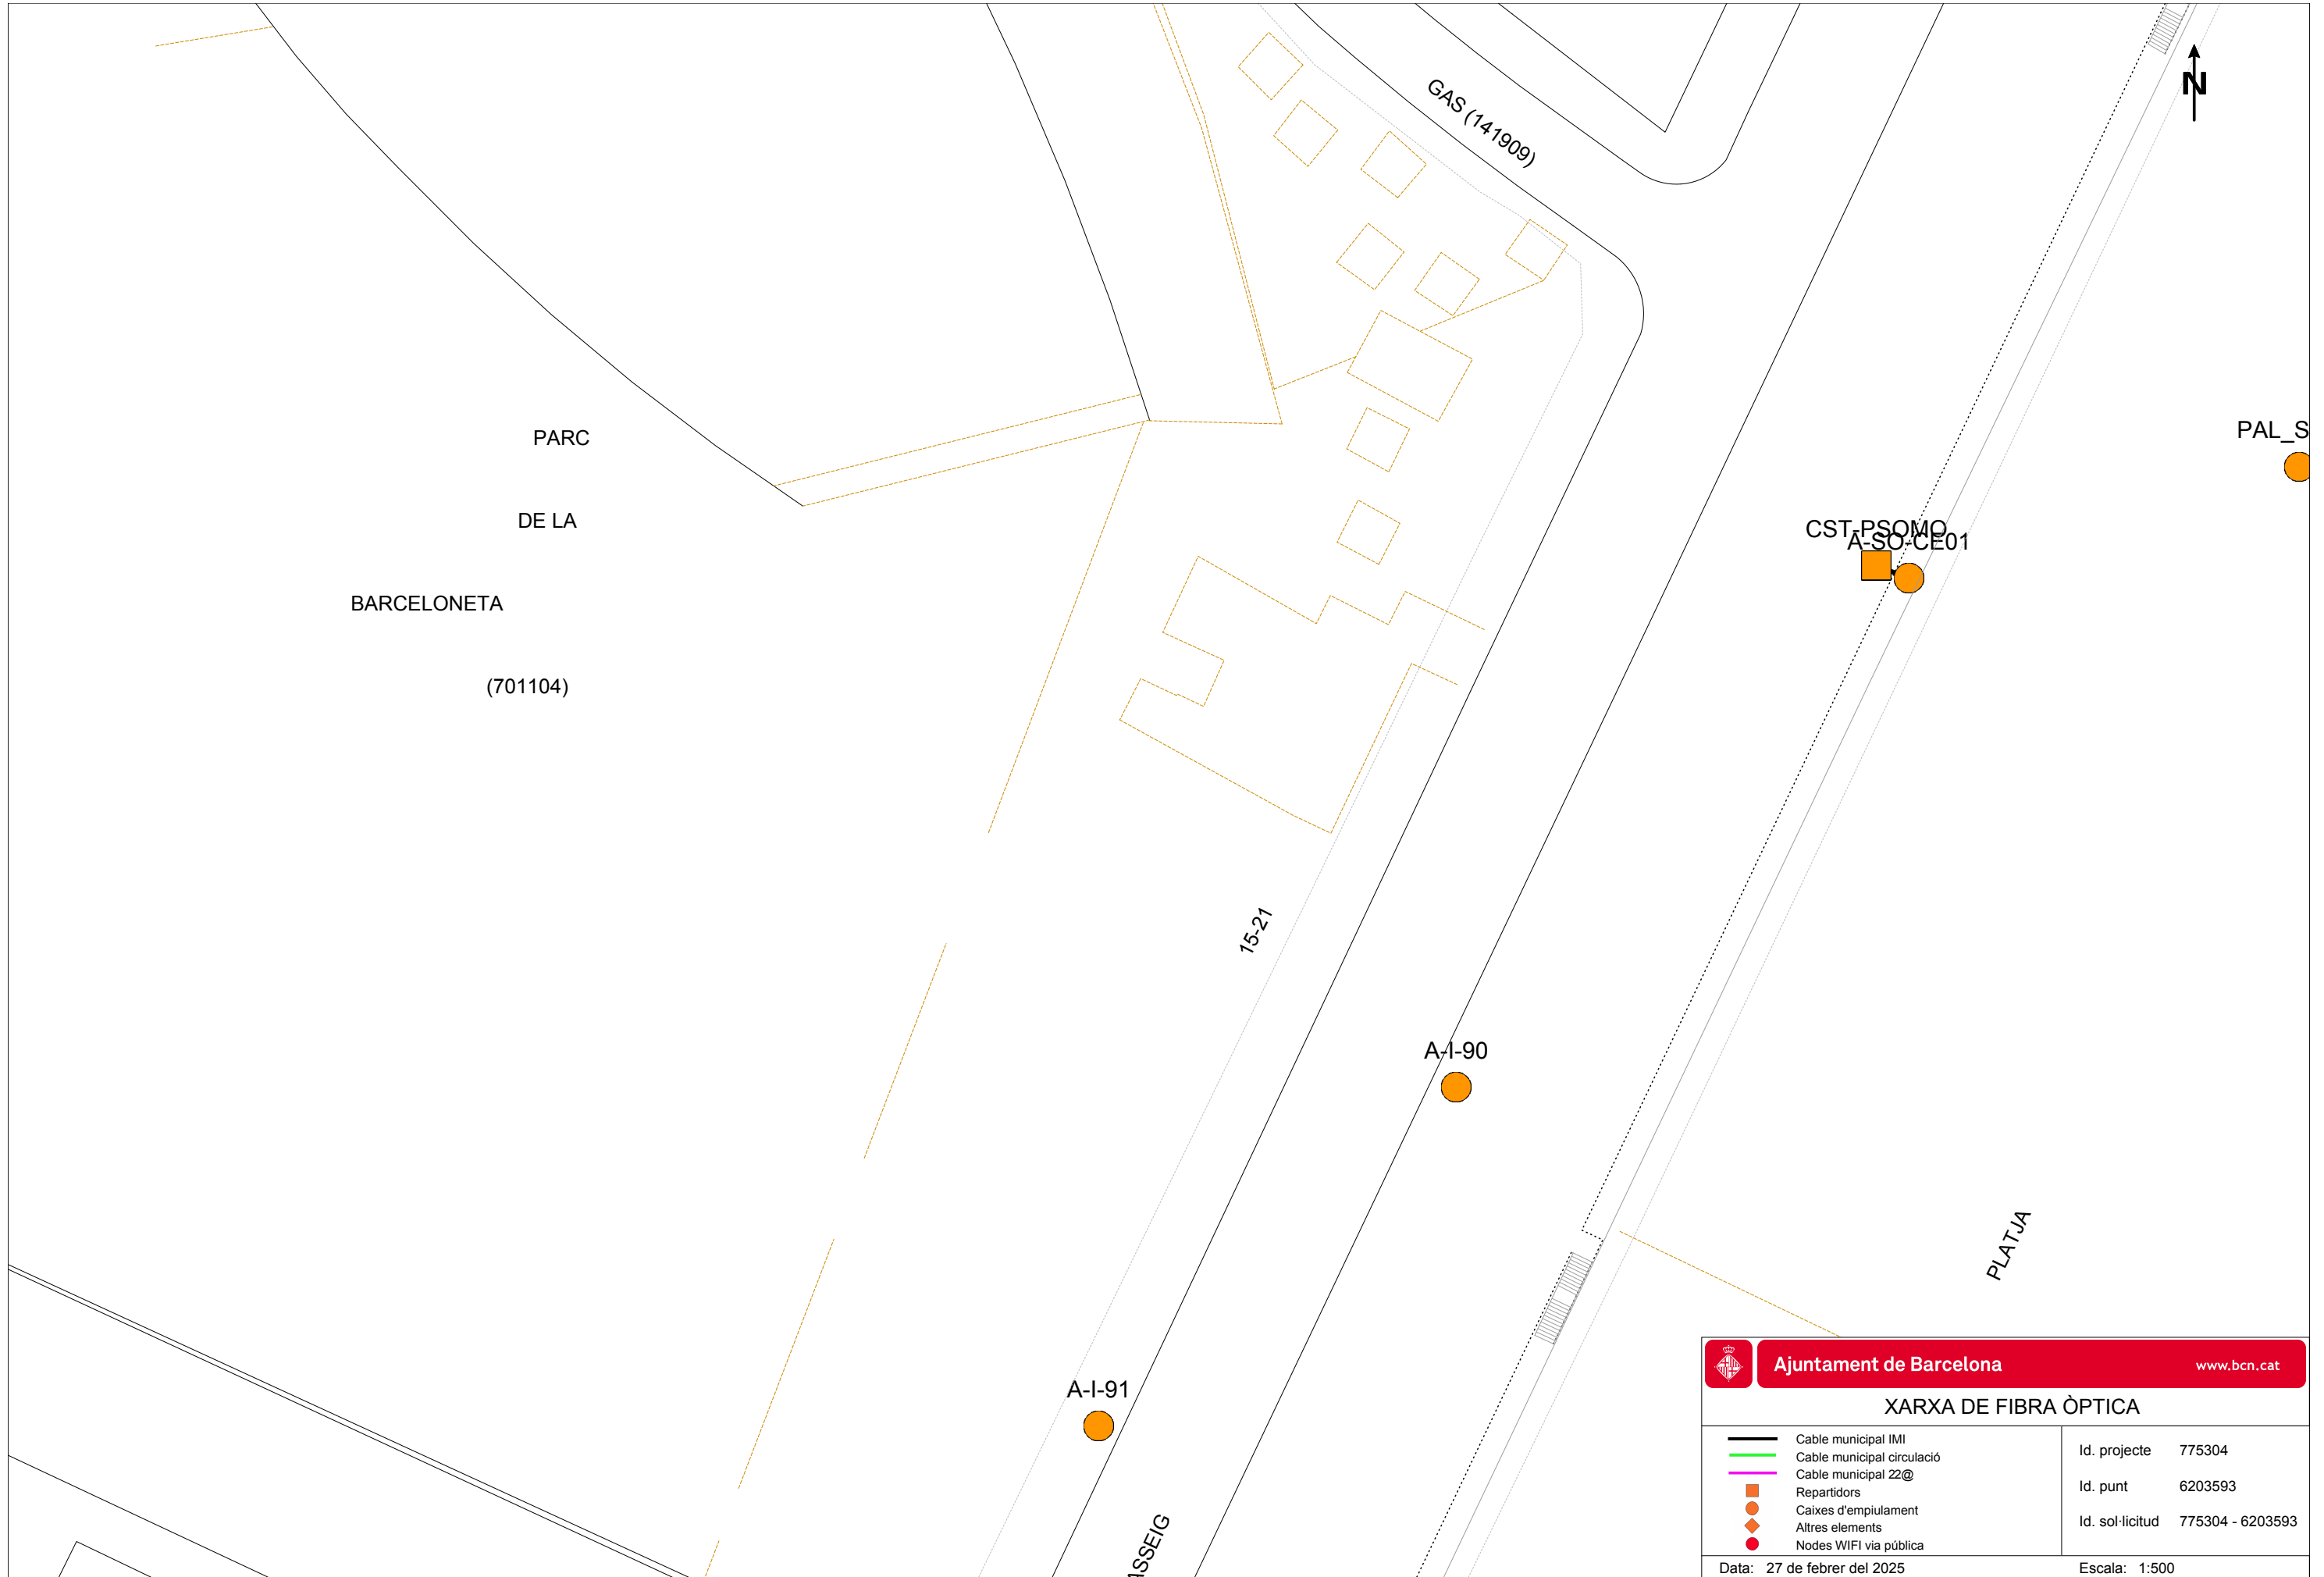 GAS (141909)
N
PARC
DE LA
BARCELONETA
(701104)
PAL_S
CST-PSOMO
A-SO-CE01
15-21
A-I-90
A-I-91
PLATJA
ASSEIG
Ajuntament de Barcelona
www.bcn.cat
XARXA DE FIBRA ÒPTICA
Cable municipal IMI
Cable municipal circulació
Cable municipal 22@
Repartidors
Caixes d'empiulament
Altres elements
Nodes WIFI via pública
Id. projecte 775304
Id. punt 6203593
Id. sol·licitud 775304 - 6203593
Data: 27 de febrer del 2025
Escala: 1:500